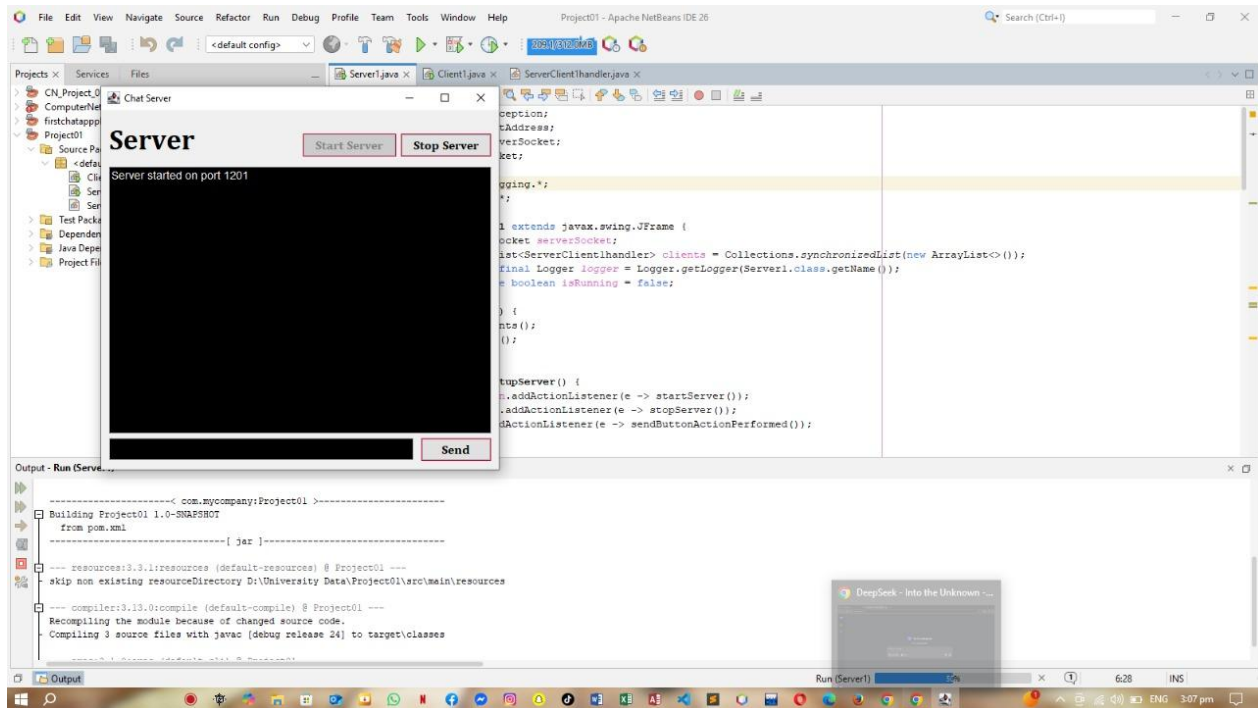 File Edit View Navigate Source Refactor Run Debug Profile Team Tools Window Help Project01 - Apache NetBeans IDE 26 Search (Ctrl+I)
<default config>
Projects Services Files Server1.java Client1.java ServerClient1handler.java
CN_Project_0
ComputerNet
firstchatappp
Project01
Source Pa
<defau
Clie
Ser
Ser
Test Packa
Dependen
Java Depe
Project File
Chat Server
Server
Start Server Stop Server
Server started on port 1201
Send
ception;
tAddress;
verSocket;
ket;
gging.*;
*;
1 extends javax.swing.JFrame {
ocket serverSocket;
ist<ServerClient1handler> clients = Collections.synchronizedList(new ArrayList<>());
final Logger logger = Logger.getLogger(Server1.class.getName());
e boolean isRunning = false;
) {
nts();
();
tupServer() {
n.addActionListener(e -> startServer());
.addActionListener(e -> stopServer());
dActionListener(e -> sendButtonActionPerformed());
Output - Run (Server1)
----------------------< com.mycompany:Project01 >-----------------------
Building Project01 1.0-SNAPSHOT
from pom.xml
--------------------------------[ jar ]---------------------------------
--- resources:3.3.1:resources (default-resources) @ Project01 ---
skip non existing resourceDirectory D:\University Data\Project01\src\main\resources
--- compiler:3.13.0:compile (default-compile) @ Project01 ---
Recompiling the module because of changed source code.
Compiling 3 source files with javac [debug release 24] to target\classes
DeepSeek - Into the Unknown -...
Output Run (Server1) 1 6:28 INS
ENG 3:07 pm